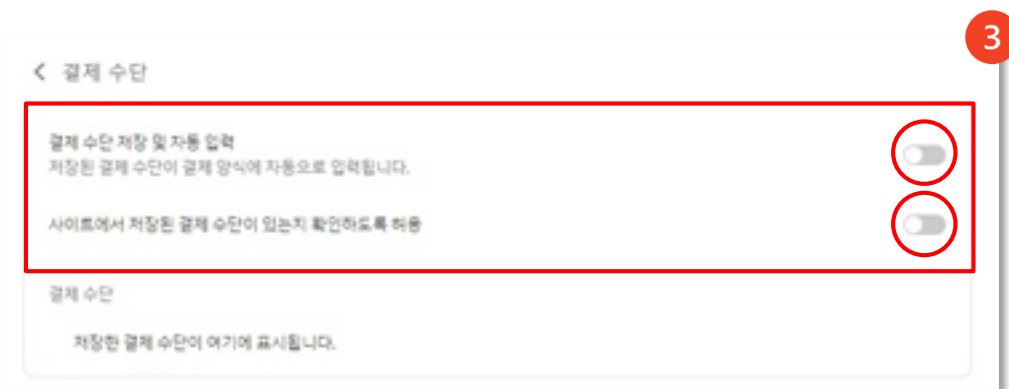 3
결제 수단
결제 수단 저장 및 자동 입력
저장된 결제 수단이 결제 양식에 자동으로 입력됩니다.
사이트에서 저장된 결제 수단이 있는지 확인하도록 허용
결제 수단
저장한 결제 수단이 여기에 표시됩니다.